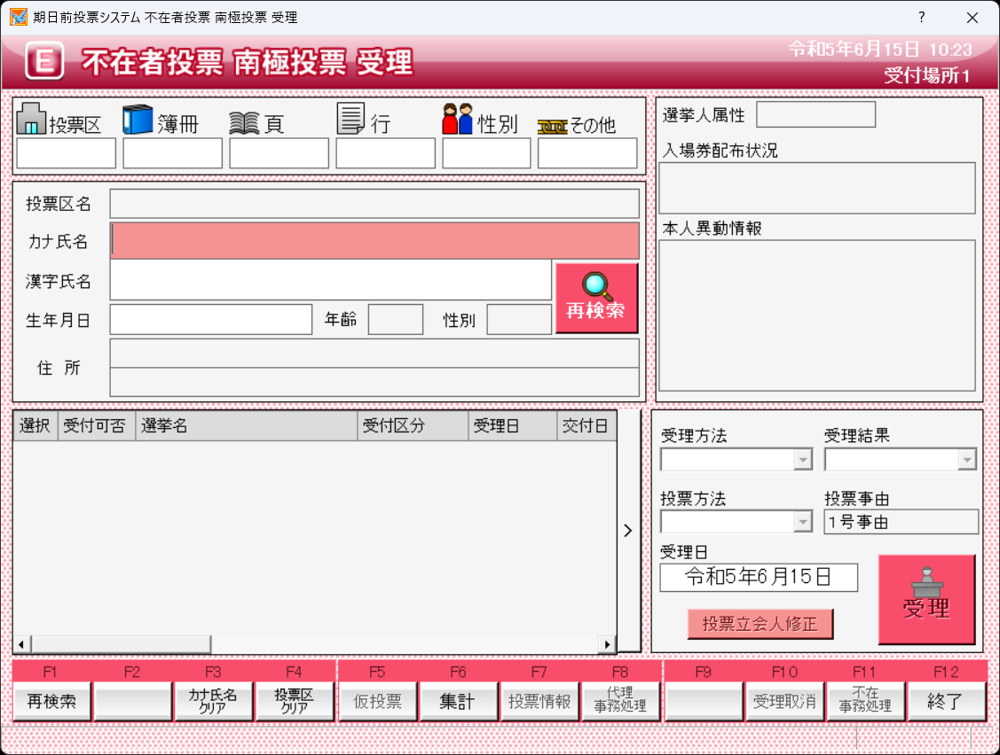 期日前投票システム 不在者投票 南極投票 受理
?
E 不在者投票 南極投票 受理
令和5年6月15日 10:23
受付場所1
投票区 簿冊 頁 行 性別 その他
選挙人属性
入場券配布状況
投票区名
カナ氏名
本人異動情報
漢字氏名
再検索
生年月日 年齢 性別
住 所
選択 受付可否 選挙名 受付区分 受理日 交付日
受理方法 受理結果
投票方法 投票事由
1号事由
受理日
令和5年6月15日
受理
投票立会人修正
F1 F2 F3 F4 F5 F6 F7 F8 F9 F10 F11 F12
再検索
カナ氏名
クリア
投票区
クリア
仮投票
集計
投票情報
代理
事務処理
受理取消
不在
事務処理
終了